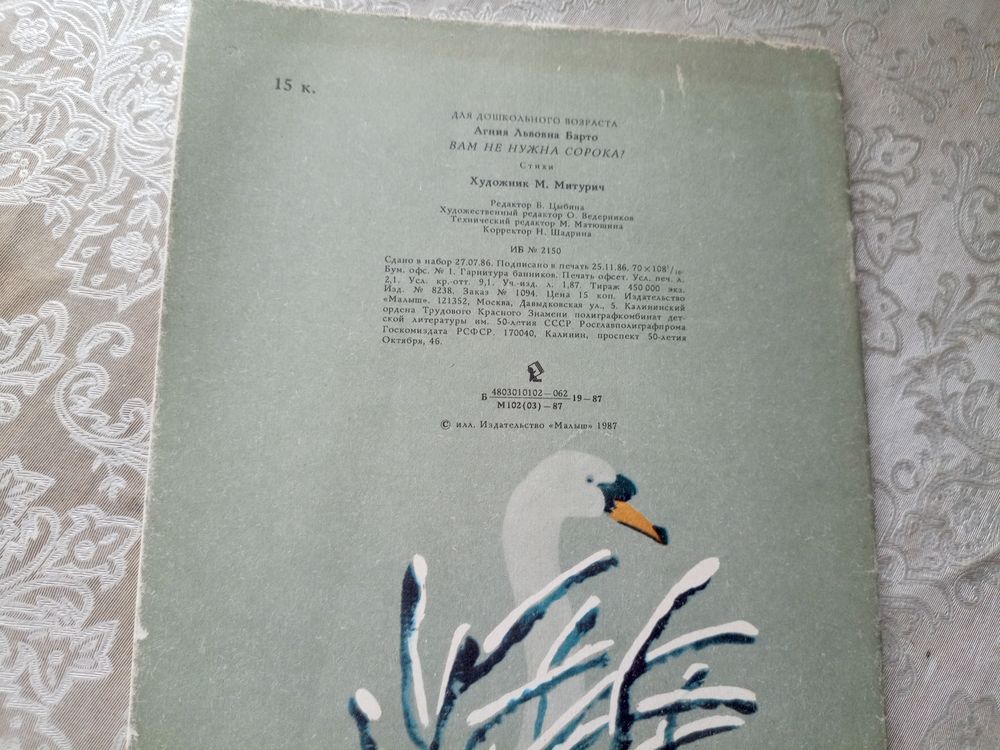 15 к.
ДЛЯ ДОШКОЛЬНОГО ВОЗРАСТА
Агния Львовна Барто
ВАМ НЕ НУЖНА СОРОКА?
Стихи
Художник М. Митурич
Редактор В. Цыбина
Художественный редактор О. Ведерников
Технический редактор М. Матюшина
Корректор Н. Шадрина
ИБ № 2150
Сдано в набор 27.07.86. Подписано в печать 25.11.86. 70×108¹/₁₆.
Бум. офс. № 1. Гарнитура банников. Печать офсет. Усл. печ. л.
2,1. Усл. кр.-отт. 9,1. Уч.-изд. л. 1,87. Тираж 450 000 экз.
Изд. № 8238. Заказ № 1094. Цена 15 коп. Издательство
«Малыш». 121352, Москва, Давыдковская ул., 5. Калининский
ордена Трудового Красного Знамени полиграфкомбинат дет-
ской литературы им. 50-летия СССР Росглавполиграфпрома
Госкомиздата РСФСР. 170040, Калинин, проспект 50-летия
Октября, 46.
Б 4803010102—062 19—87
М102(03)—87
© илл. Издательство «Малыш» 1987